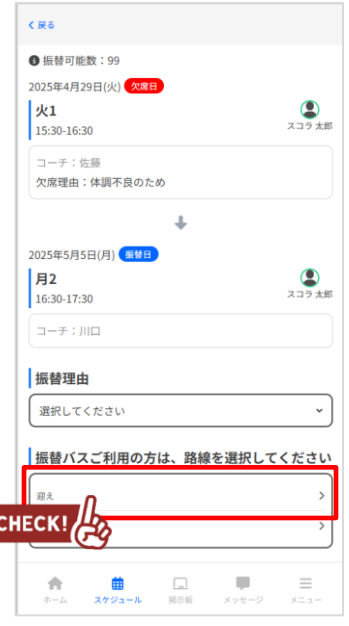 戻る
振替可能数：99
2025年4月29日(火) 欠席日
火1
15:30-16:30
スコラ 太郎
コーチ：佐藤
欠席理由：体調不良のため
2025年5月5日(月) 振替日
月2
16:30-17:30
スコラ 太郎
コーチ：川口
振替理由
選択してください
振替バスご利用の方は、路線を選択してください
迎え
CHECK!
ホーム スケジュール 掲示板 メッセージ メニュー